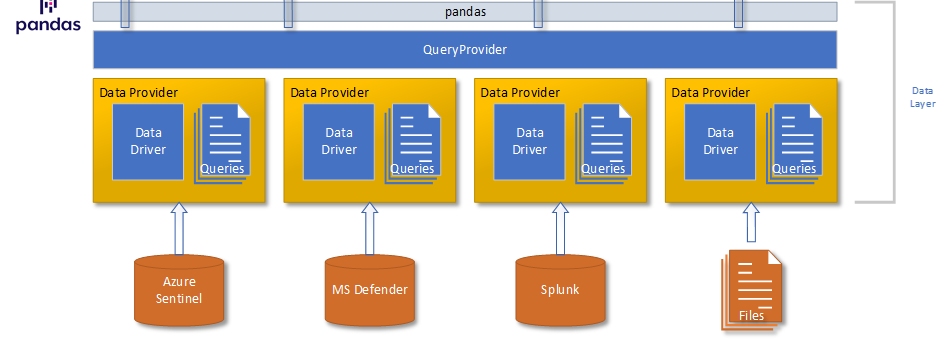 pandas
pandas
QueryProvider
Data Provider
Data
Driver
Queries
Data Provider
Data
Driver
Queries
Data Provider
Data
Driver
Queries
Data Provider
Data
Driver
Queries
Data
Layer
Azure
Sentinel
MS Defender
Splunk
Files